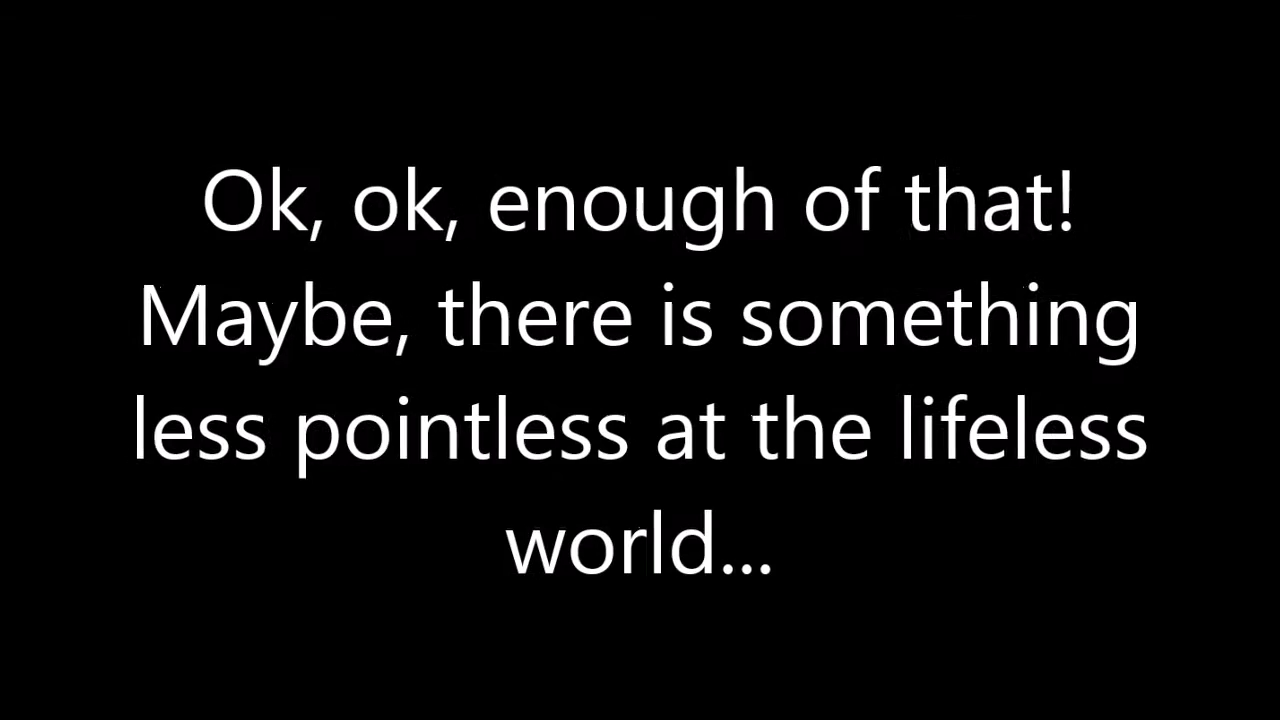 Ok, ok, enough of that!
Maybe, there is something
less pointless at the lifeless
world...